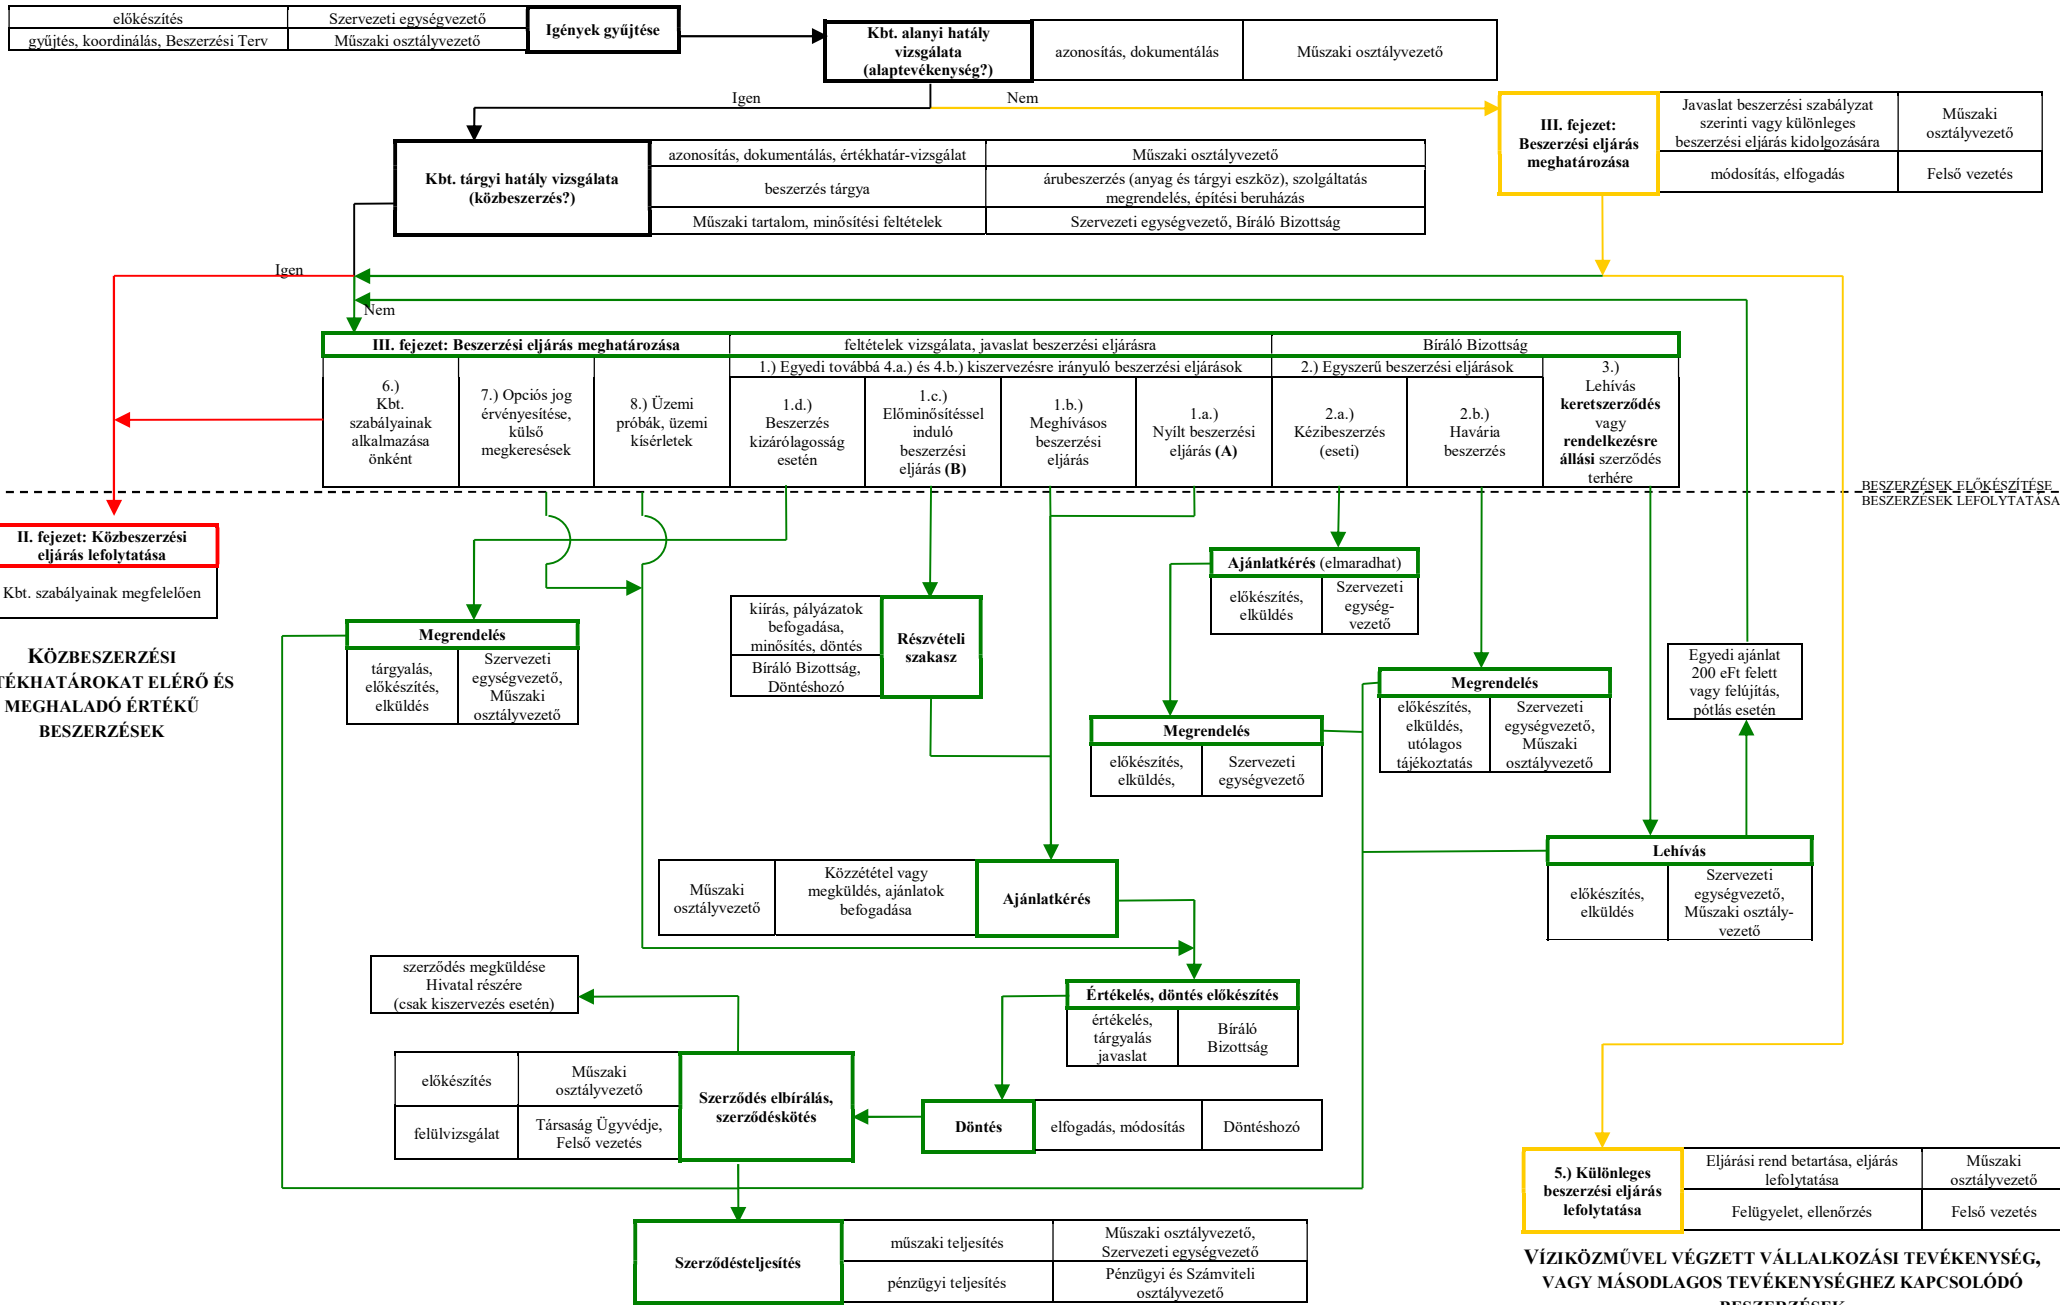 előkészítés
Szervezeti egységvezető
gyűjtés, koordinálás, Beszerzési Terv
Műszaki osztályvezető
Igények gyűjtése
Kbt. alanyi hatály
vizsgálata
(alaptevékenység?)
azonosítás, dokumentálás
Műszaki osztályvezető
Igen
Nem
III. fejezet:
Beszerzési eljárás
meghatározása
Javaslat beszerzési szabályzat
szerinti vagy különleges
beszerzési eljárás kidolgozására
Műszaki
osztályvezető
módosítás, elfogadás
Felső vezetés
Kbt. tárgyi hatály vizsgálata
(közbeszerzés?)
azonosítás, dokumentálás, értékhatár-vizsgálat
Műszaki osztályvezető
beszerzés tárgya
árubeszerzés (anyag és tárgyi eszköz), szolgáltatás
megrendelés, építési beruházás
Műszaki tartalom, minősítési feltételek
Szervezeti egységvezető, Bíráló Bizottság
Igen
Nem
III. fejezet: Beszerzési eljárás meghatározása
feltételek vizsgálata, javaslat beszerzési eljárásra
Bíráló Bizottság
1.) Egyedi továbbá 4.a.) és 4.b.) kiszervezésre irányuló beszerzési eljárások
2.) Egyszerű beszerzési eljárások
6.)
Kbt.
szabályainak
alkalmazása
önként
7.) Opciós jog
érvényesítése,
külső
megkeresések
8.) Üzemi
próbák, üzemi
kísérletek
1.d.)
Beszerzés
kizárólagosság
esetén
1.c.)
Előminősítéssel
induló
beszerzési
eljárás (B)
1.b.)
Meghívásos
beszerzési
eljárás
1.a.)
Nyílt beszerzési
eljárás (A)
2.a.)
Kézibeszerzés
(eseti)
2.b.)
Havária
beszerzés
3.)
Lehívás
keretszerződés
vagy
rendelkezésre
állási szerződés
terhére
BESZERZÉSEK ELŐKÉSZÍTÉSE
BESZERZÉSEK LEFOLYTATÁSA
II. fejezet: Közbeszerzési
eljárás lefolytatása
Kbt. szabályainak megfelelően
KÖZBESZERZÉSI
TÉKHATÁROKAT ELÉRŐ ÉS
MEGHALADÓ ÉRTÉKŰ
BESZERZÉSEK
Megrendelés
tárgyalás,
előkészítés,
elküldés
Szervezeti
egységvezető,
Műszaki
osztályvezető
kiírás, pályázatok
befogadása,
minősítés, döntés
Bíráló Bizottság,
Döntéshozó
Részvételi
szakasz
Ajánlatkérés (elmaradhat)
előkészítés,
elküldés
Szervezeti
egység-
vezető
Megrendelés
előkészítés,
elküldés,
Szervezeti
egységvezető
Megrendelés
előkészítés,
elküldés,
utólagos
tájékoztatás
Szervezeti
egységvezető,
Műszaki
osztályvezető
Egyedi ajánlat
200 eFt felett
vagy felújítás,
pótlás esetén
Lehívás
előkészítés,
elküldés
Szervezeti
egységvezető,
Műszaki osztály-
vezető
Műszaki
osztályvezető
Közzététel vagy
megküldés, ajánlatok
befogadása
Ajánlatkérés
szerződés megküldése
Hivatal részére
(csak kiszervezés esetén)
Értékelés, döntés előkészítés
értékelés,
tárgyalás
javaslat
Bíráló
Bizottság
előkészítés
Műszaki
osztályvezető
felülvizsgálat
Társaság Ügyvédje,
Felső vezetés
Szerződés elbírálás,
szerződéskötés
Döntés
elfogadás, módosítás
Döntéshozó
Szerződésteljesítés
műszaki teljesítés
Műszaki osztályvezető,
Szervezeti egységvezető
pénzügyi teljesítés
Pénzügyi és Számviteli
osztályvezető
5.) Különleges
beszerzési eljárás
lefolytatása
Eljárási rend betartása, eljárás
lefolytatása
Műszaki
osztályvezető
Felügyelet, ellenőrzés
Felső vezetés
VÍZIKÖZMŰVEL VÉGZETT VÁLLALKOZÁSI TEVÉKENYSÉG,
VAGY MÁSODLAGOS TEVÉKENYSÉGHEZ KAPCSOLÓDÓ
BESZERZÉSEK